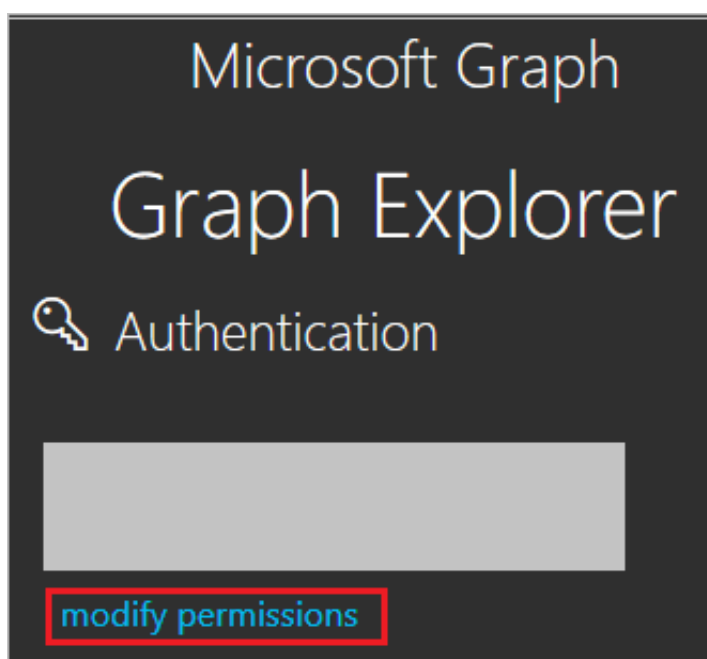 Microsoft Graph
Graph Explorer
Authentication
modify permissions